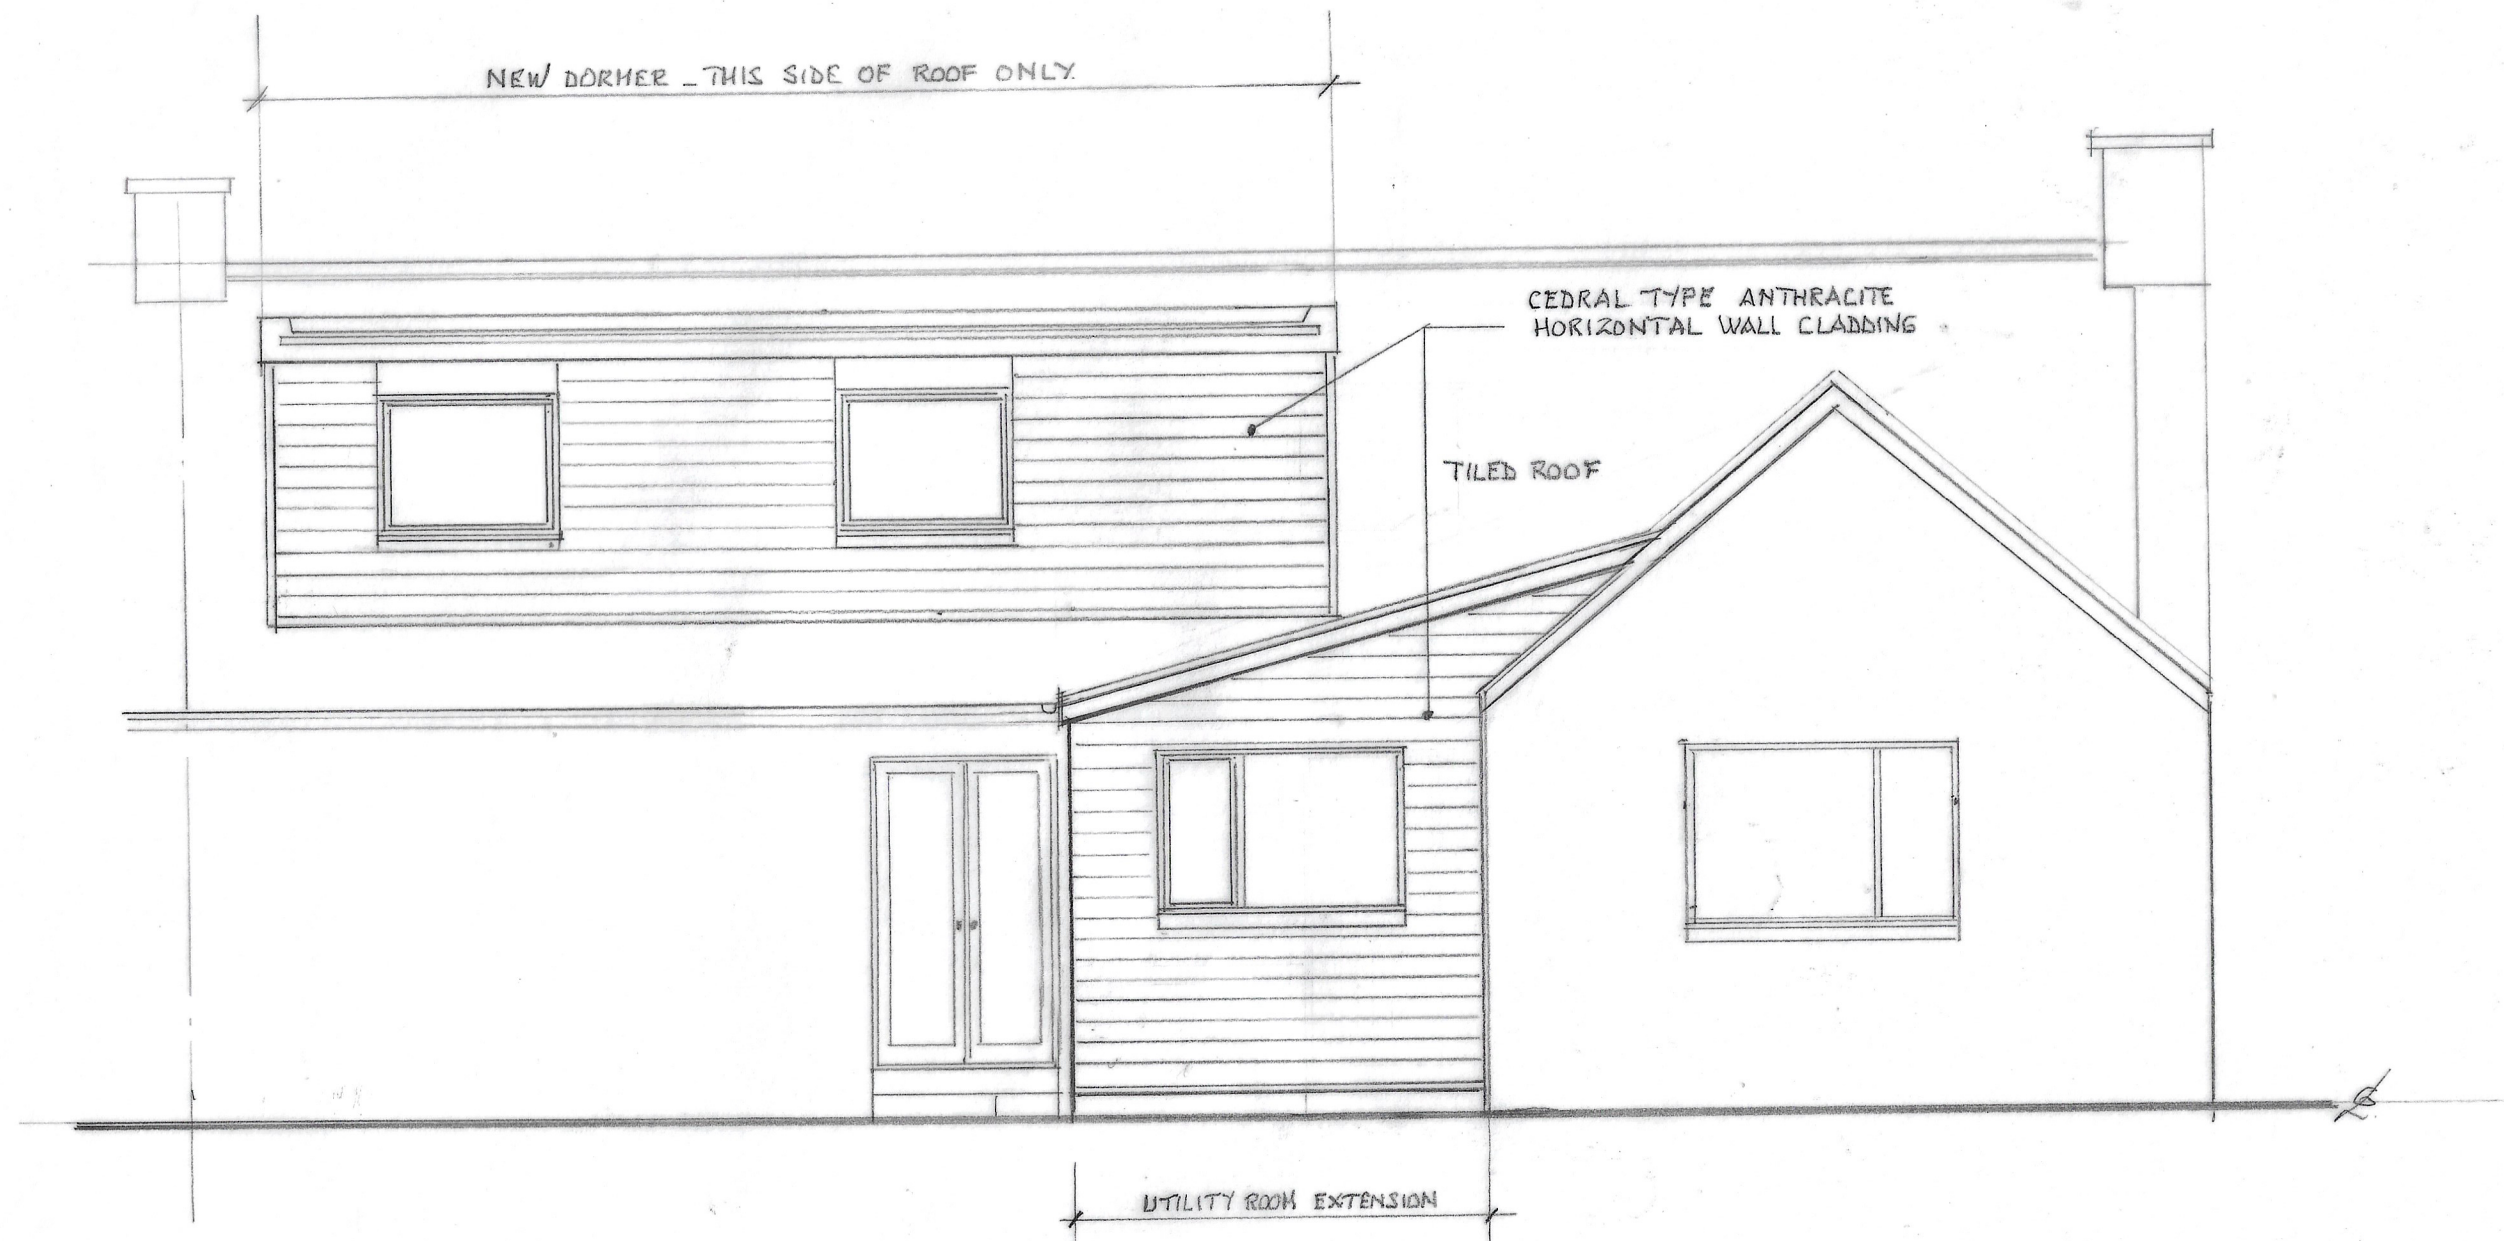 NEW DORMER - THIS SIDE OF ROOF ONLY.
CEDRAL TYPE ANTHRACITE
HORIZONTAL WALL CLADDING
TILED ROOF
UTILITY ROOM EXTENSION